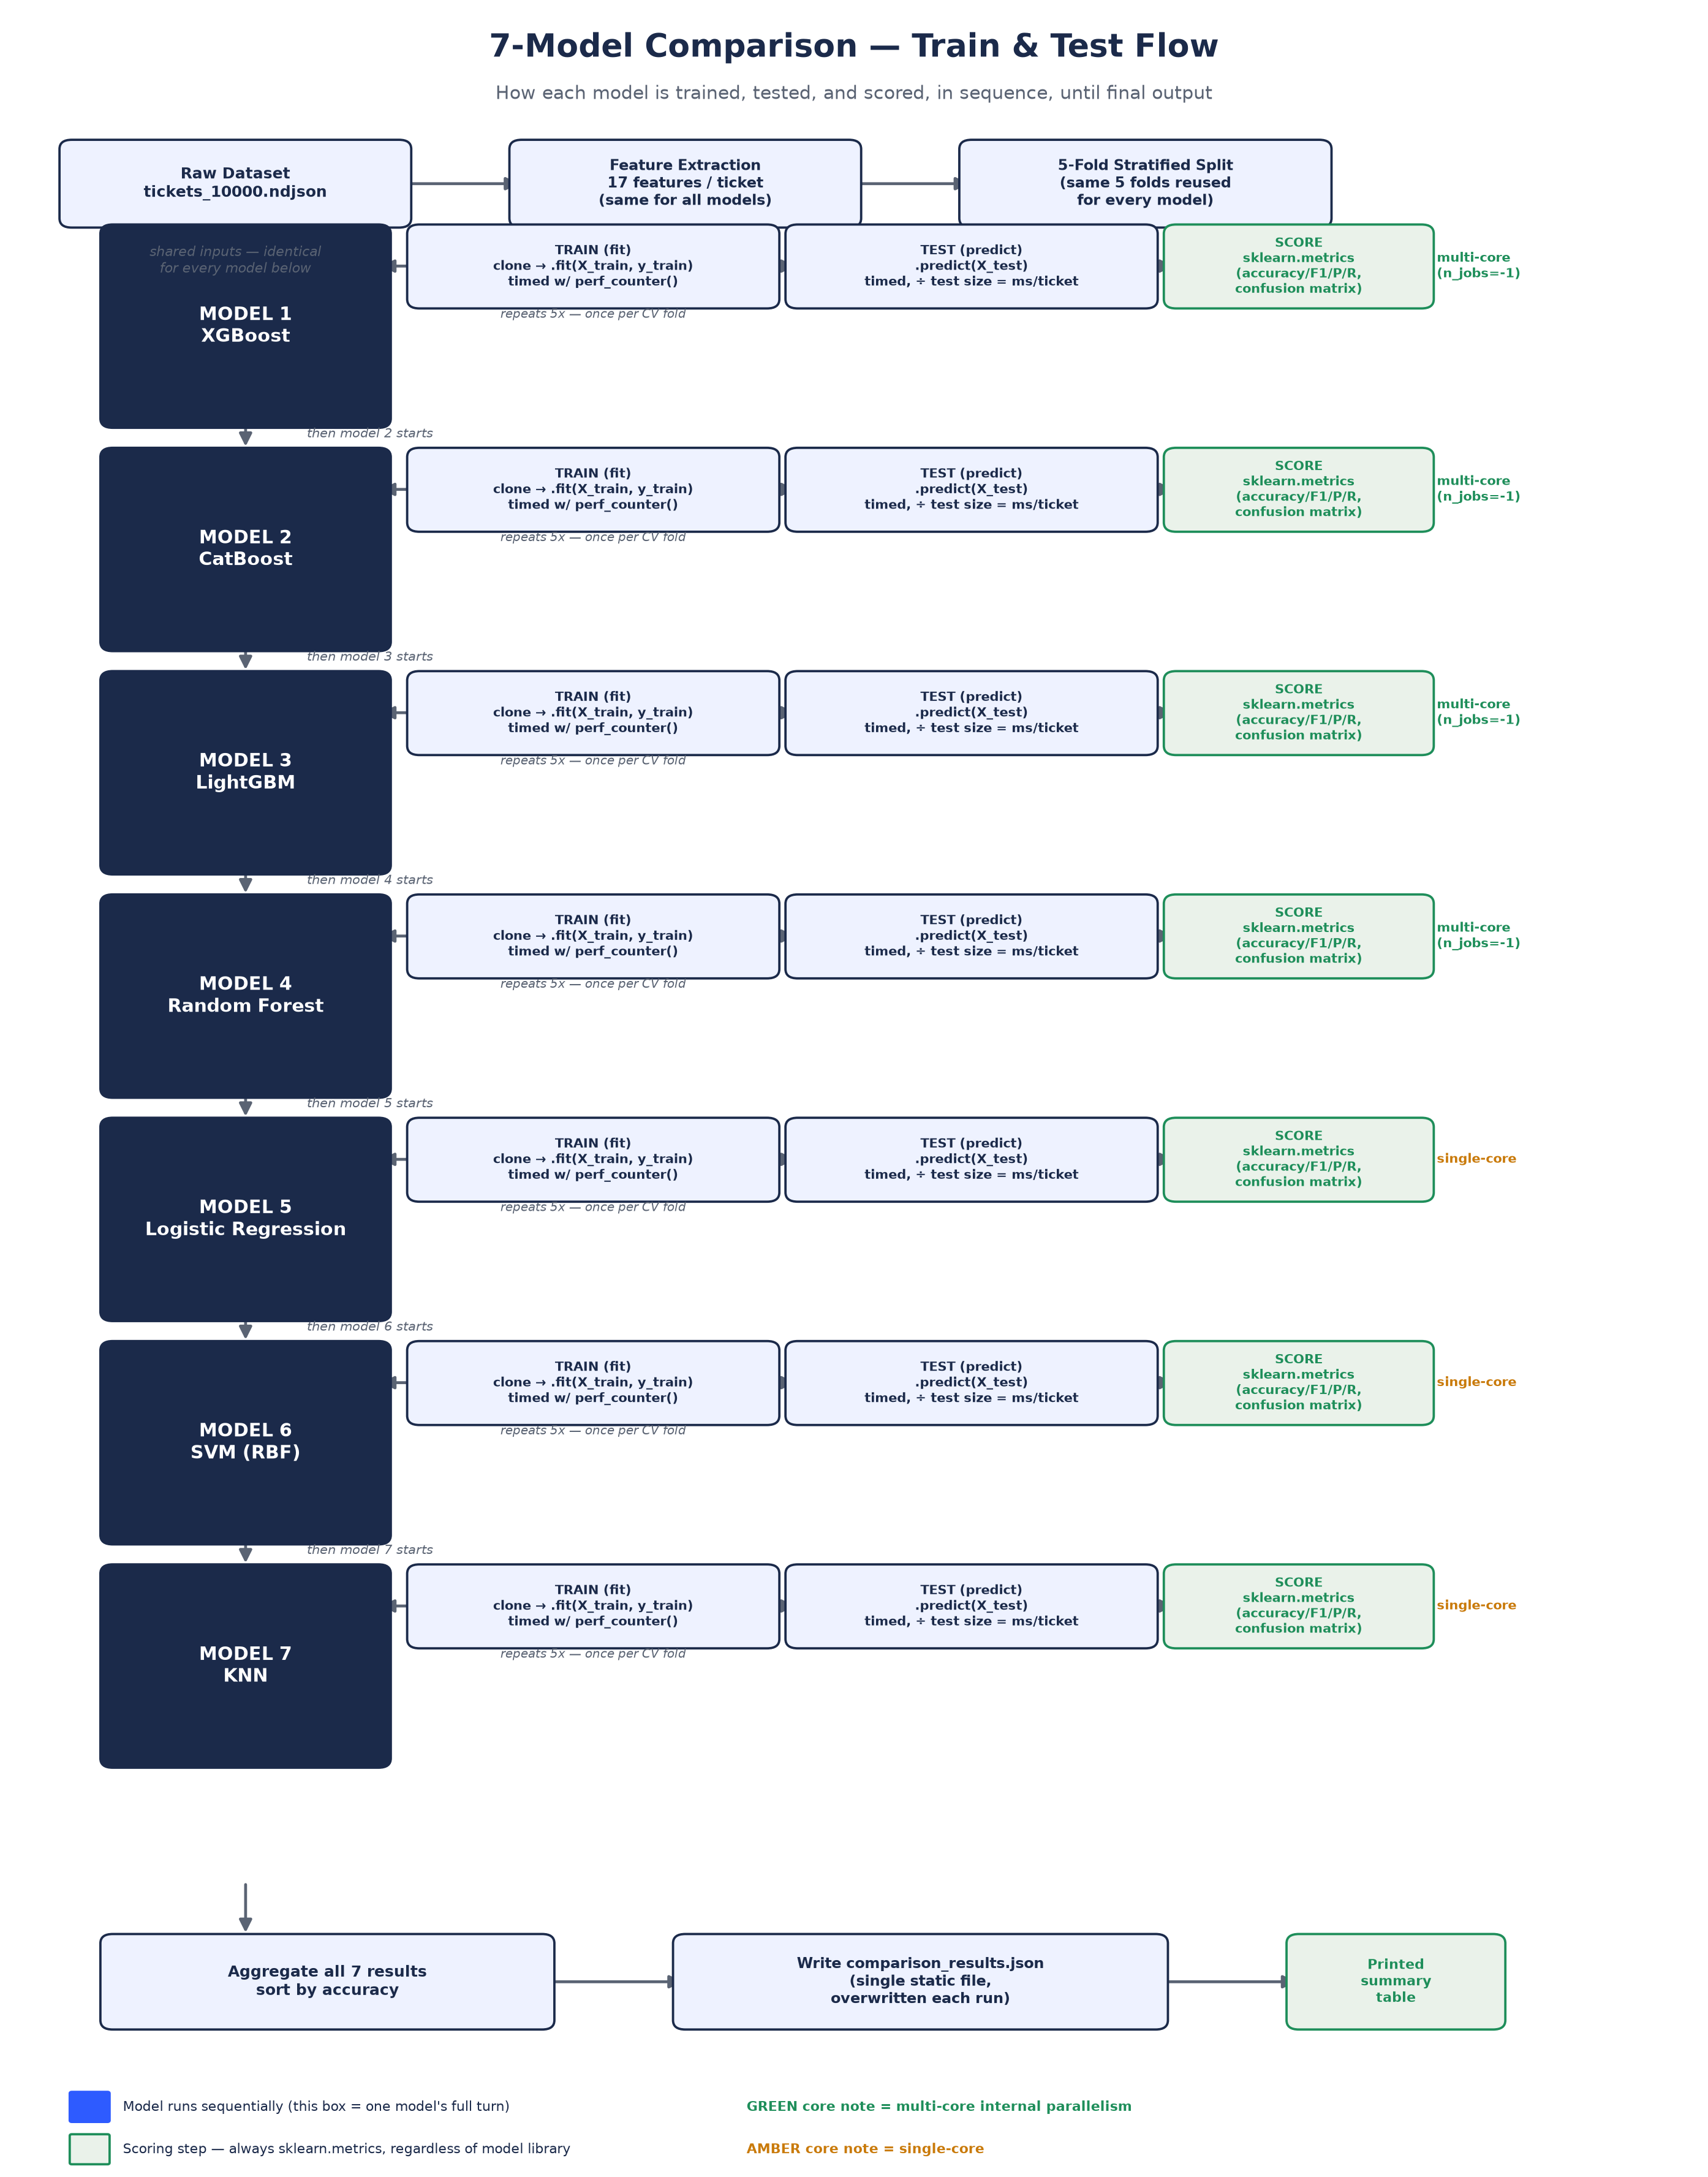 7-Model Comparison — Train & Test Flow
How each model is trained, tested, and scored, in sequence, until final output
Raw Dataset
tickets_10000.ndjson
Feature Extraction
17 features / ticket
(same for all models)
5-Fold Stratified Split
(same 5 folds reused
for every model)
shared inputs — identical
for every model below
MODEL 1
XGBoost
TRAIN (fit)
clone → .fit(X_train, y_train)
timed w/ perf_counter()
repeats 5x — once per CV fold
TEST (predict)
.predict(X_test)
timed, ÷ test size = ms/ticket
SCORE
sklearn.metrics
(accuracy/F1/P/R,
confusion matrix)
multi-core
(n_jobs=-1)
then model 2 starts
MODEL 2
CatBoost
TRAIN (fit)
clone → .fit(X_train, y_train)
timed w/ perf_counter()
repeats 5x — once per CV fold
TEST (predict)
.predict(X_test)
timed, ÷ test size = ms/ticket
SCORE
sklearn.metrics
(accuracy/F1/P/R,
confusion matrix)
multi-core
(n_jobs=-1)
then model 3 starts
MODEL 3
LightGBM
TRAIN (fit)
clone → .fit(X_train, y_train)
timed w/ perf_counter()
repeats 5x — once per CV fold
TEST (predict)
.predict(X_test)
timed, ÷ test size = ms/ticket
SCORE
sklearn.metrics
(accuracy/F1/P/R,
confusion matrix)
multi-core
(n_jobs=-1)
then model 4 starts
MODEL 4
Random Forest
TRAIN (fit)
clone → .fit(X_train, y_train)
timed w/ perf_counter()
repeats 5x — once per CV fold
TEST (predict)
.predict(X_test)
timed, ÷ test size = ms/ticket
SCORE
sklearn.metrics
(accuracy/F1/P/R,
confusion matrix)
multi-core
(n_jobs=-1)
then model 5 starts
MODEL 5
Logistic Regression
TRAIN (fit)
clone → .fit(X_train, y_train)
timed w/ perf_counter()
repeats 5x — once per CV fold
TEST (predict)
.predict(X_test)
timed, ÷ test size = ms/ticket
SCORE
sklearn.metrics
(accuracy/F1/P/R,
confusion matrix)
single-core
then model 6 starts
MODEL 6
SVM (RBF)
TRAIN (fit)
clone → .fit(X_train, y_train)
timed w/ perf_counter()
repeats 5x — once per CV fold
TEST (predict)
.predict(X_test)
timed, ÷ test size = ms/ticket
SCORE
sklearn.metrics
(accuracy/F1/P/R,
confusion matrix)
single-core
then model 7 starts
MODEL 7
KNN
TRAIN (fit)
clone → .fit(X_train, y_train)
timed w/ perf_counter()
repeats 5x — once per CV fold
TEST (predict)
.predict(X_test)
timed, ÷ test size = ms/ticket
SCORE
sklearn.metrics
(accuracy/F1/P/R,
confusion matrix)
single-core
Aggregate all 7 results
sort by accuracy
Write comparison_results.json
(single static file,
overwritten each run)
Printed
summary
table
Model runs sequentially (this box = one model's full turn)
GREEN core note = multi-core internal parallelism
Scoring step — always sklearn.metrics, regardless of model library
AMBER core note = single-core